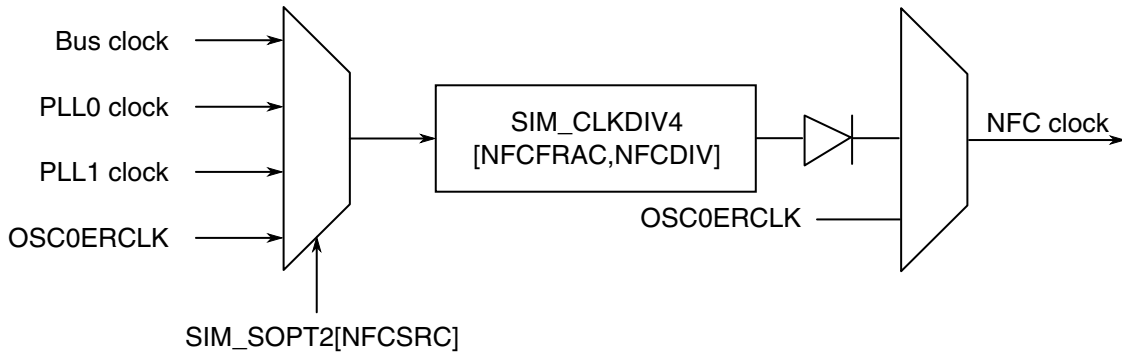 Bus clock
PLL0 clock
PLL1 clock
OSC0ERCLK
SIM_SOPT2[NFCSRC]
SIM_CLKDIV4
[NFCFRAC,NFCDIV]
OSC0ERCLK
NFC clock